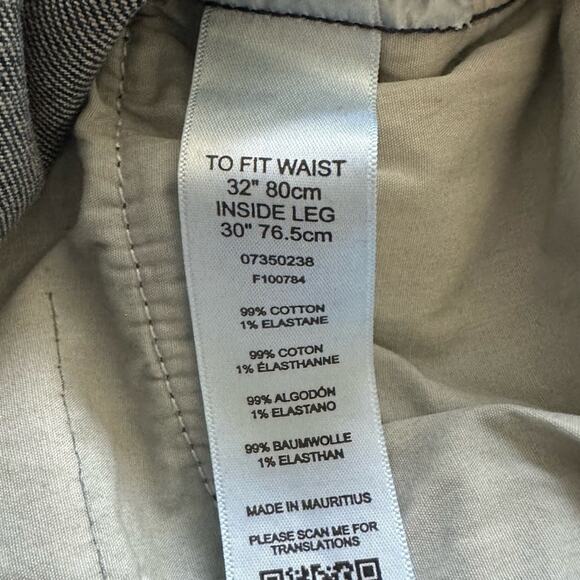 TO FIT WAIST
32" 80cm
INSIDE LEG
30" 76.5cm
07350238
F100784
99% COTTON
1% ELASTANE
99% COTON
1% ÉLASTHANNE
99% ALGODÓN
1% ELASTANO
99% BAUMWOLLE
1% ELASTHAN
MADE IN MAURITIUS
PLEASE SCAN ME FOR
TRANSLATIONS